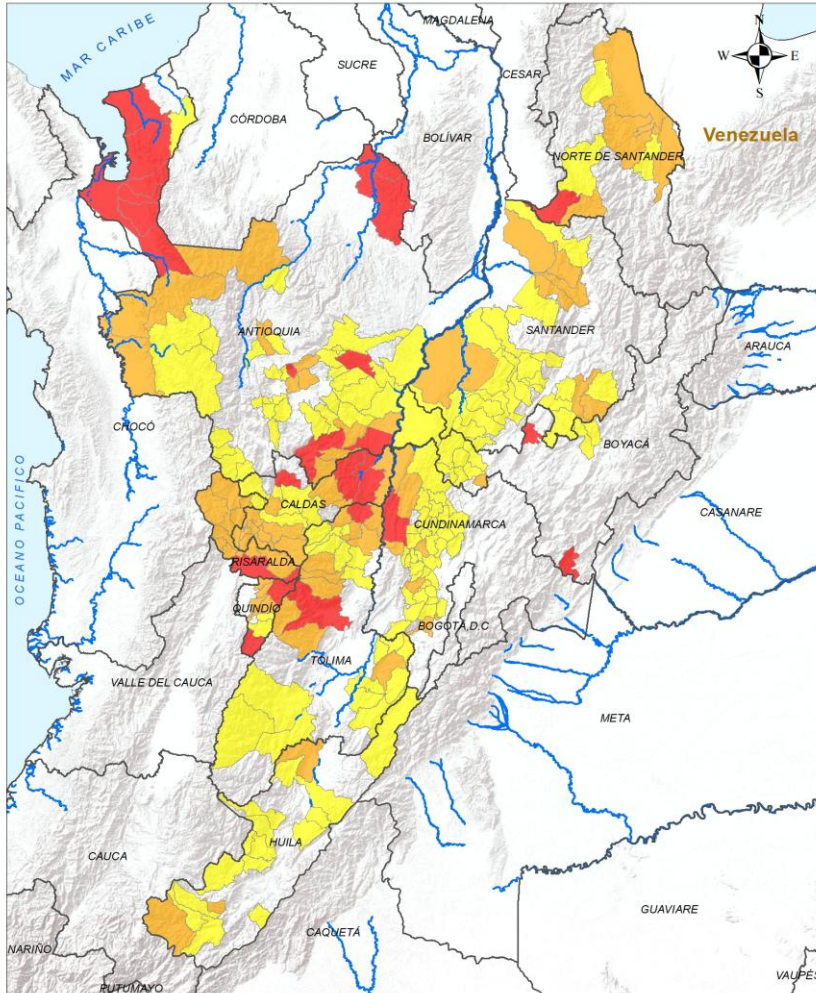 MAR CARIBE
MAGDALENA
SUCRE
CESAR
CÓRDOBA
BOLÍVAR
N
W
E
S
Venezuela
NORTE DE SANTANDER
ANTIOQUIA
SANTANDER
ARAUCA
CHOCÓ
BOYACÁ
OCEANO PACIFICO
CALDAS
CUNDINAMARCA
CASANARE
RISARALDA
QUINDÍO
BOGOTÁ,D.C
TOLIMA
VALLE DEL CAUCA
META
HUILA
CAUCA
GUAVIARE
CAQUETÁ
NARIÑO
PUTUMAYO
VAUPÉS